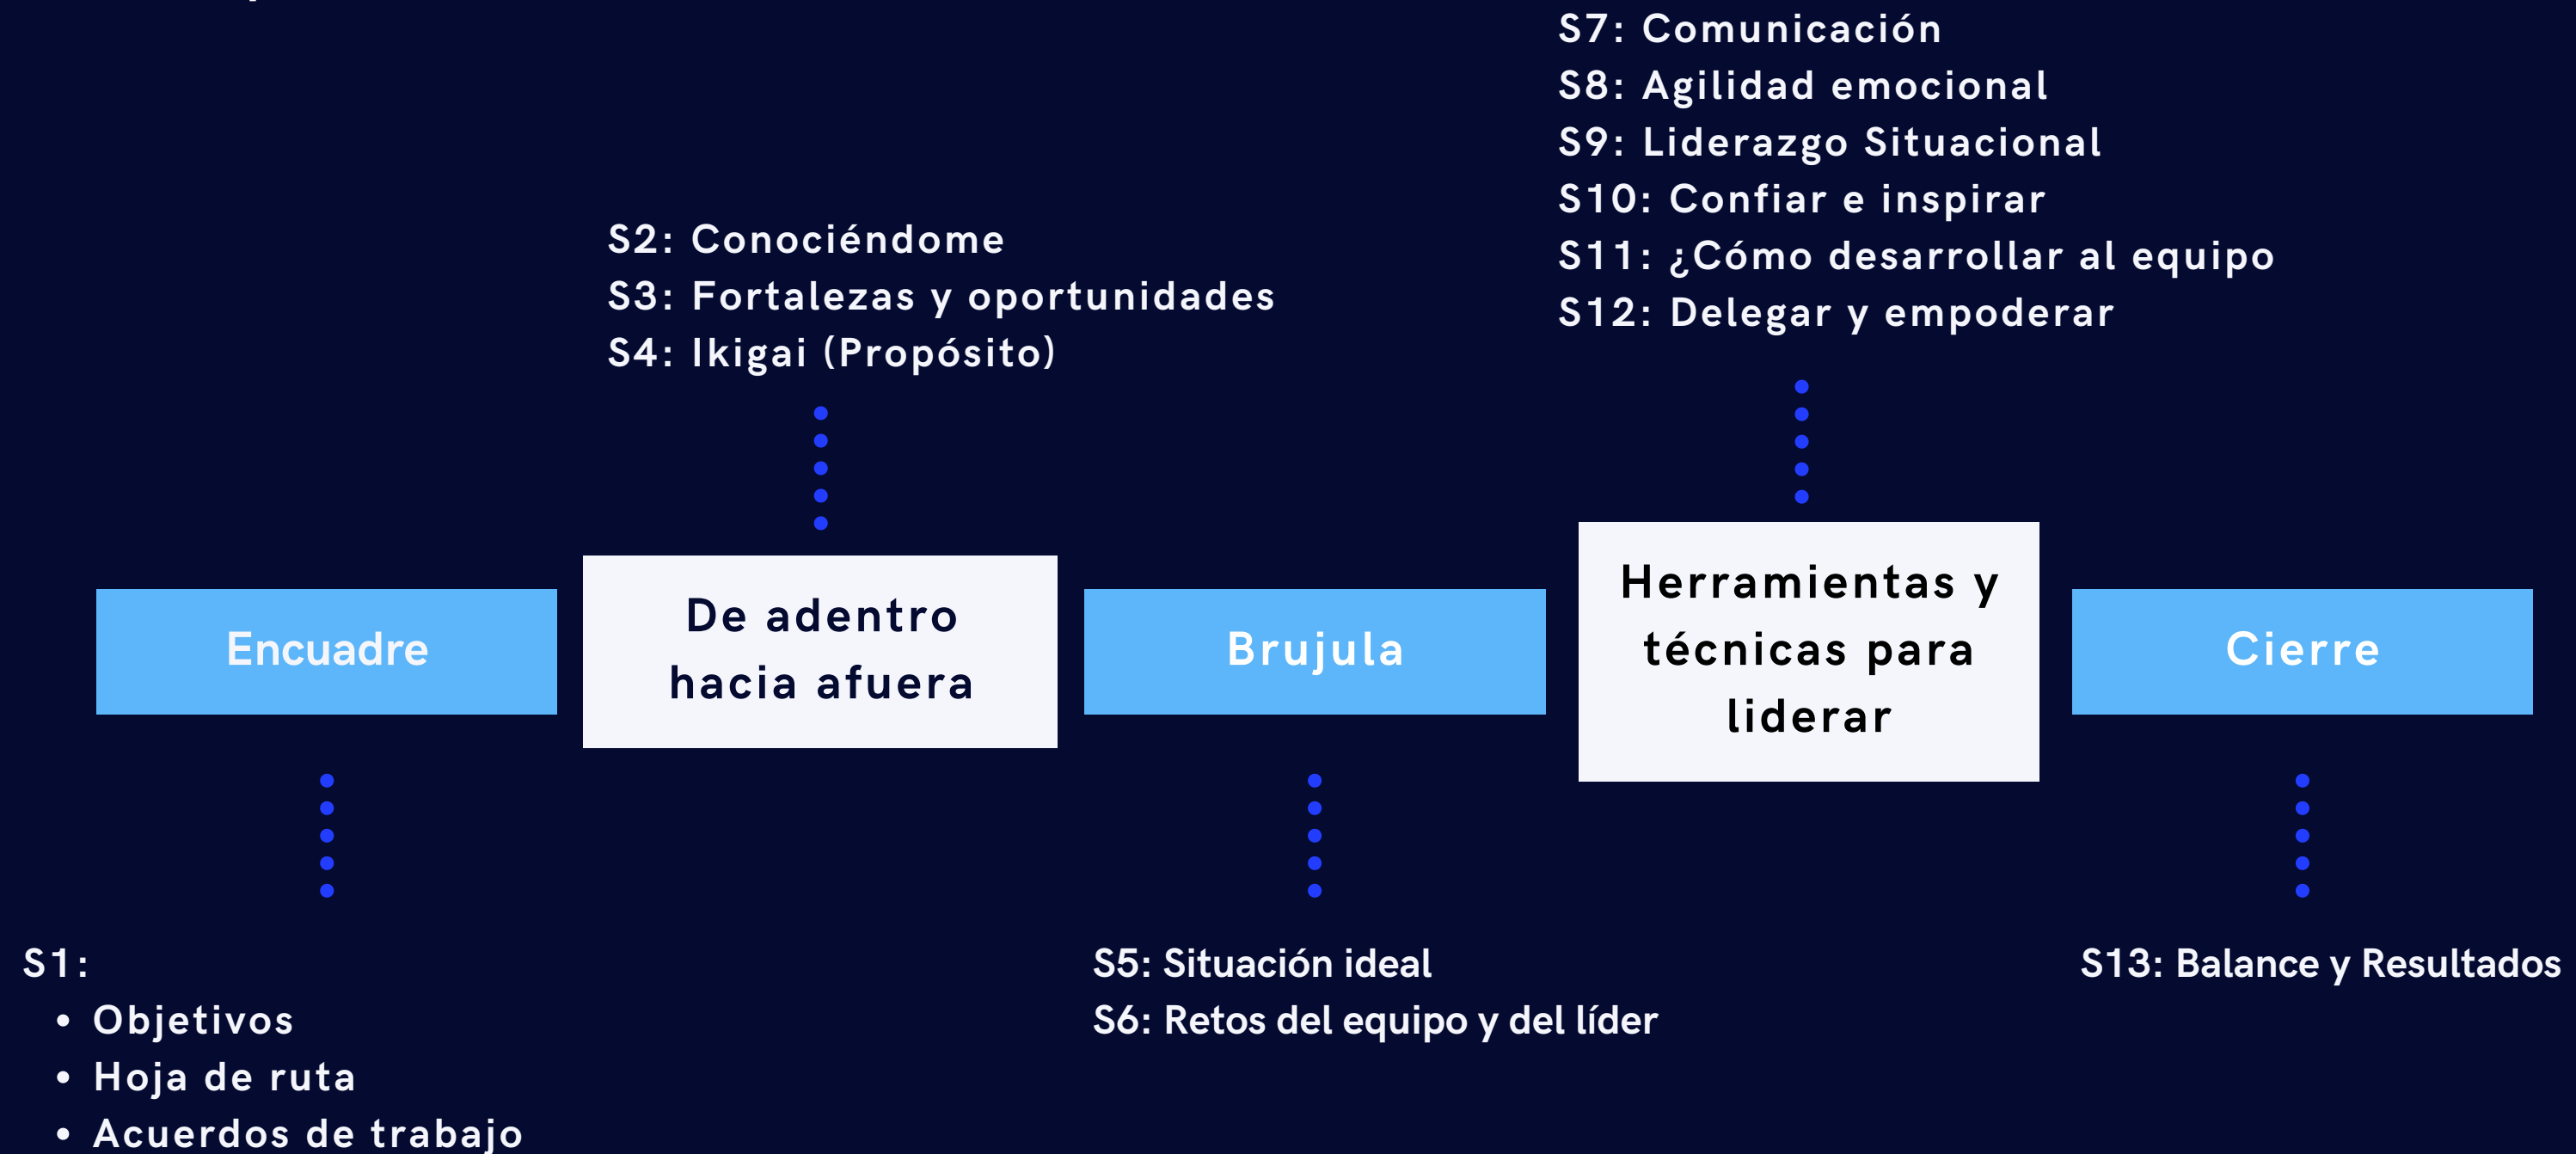 S7: Comunicación
S8: Agilidad emocional
S9: Liderazgo Situacional
S10: Confiar e inspirar
S11: ¿Cómo desarrollar al equipo
S12: Delegar y empoderar
S2: Conociéndome
S3: Fortalezas y oportunidades
S4: Ikigai (Propósito)
Encuadre
De adentro
hacia afuera
Brujula
Herramientas y
técnicas para
liderar
Cierre
S1:
• Objetivos
• Hoja de ruta
• Acuerdos de trabajo
S5: Situación ideal
S6: Retos del equipo y del líder
S13: Balance y Resultados